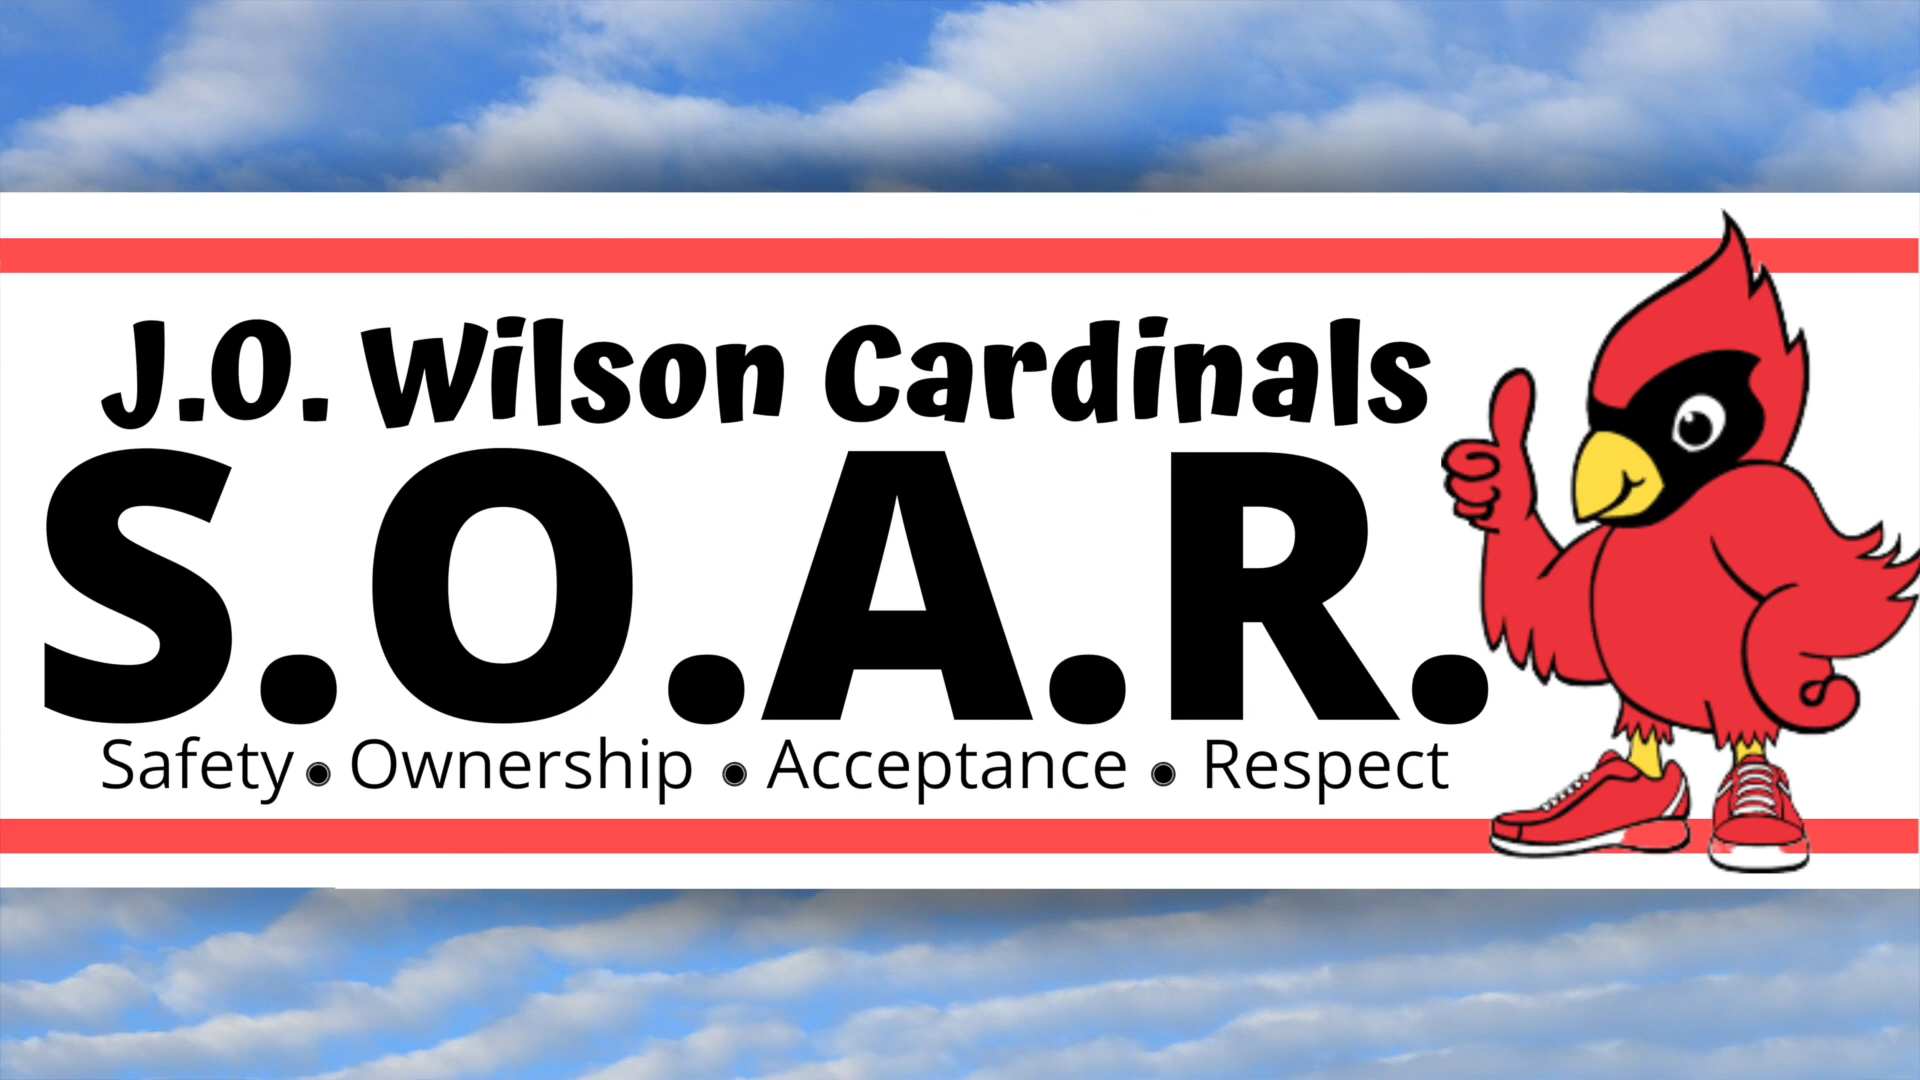 J.O. Wilson Cardinals
S.O.A.R.
Safety • Ownership • Acceptance • Respect